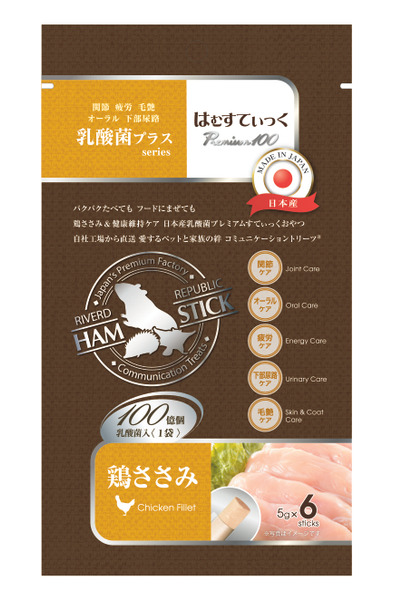 関節 疲労 毛艶
オーラル 下部尿路
乳酸菌プラス
series
はむすてぃっく
Premium100
MADE IN JAPAN
日本産
パクパクたべても フードにまぜても
鶏ささみ&健康維持ケア 日本産乳酸菌プレミアムすてぃっくおやつ
自社工場から直送 愛するペットと家族の絆 コミュニケーショントリーツ®
Japan's Premium Factory
RIVERD REPUBLIC
HAM STICK
Communication Treats
関節ケア Joint Care
オーラルケア Oral Care
疲労ケア Energy Care
下部尿路ケア Urinary Care
毛艶ケア Skin & Coat Care
100億個
乳酸菌入〈1袋〉
鶏ささみ
Chicken Fillet
5g×6
sticks
※写真はイメージです